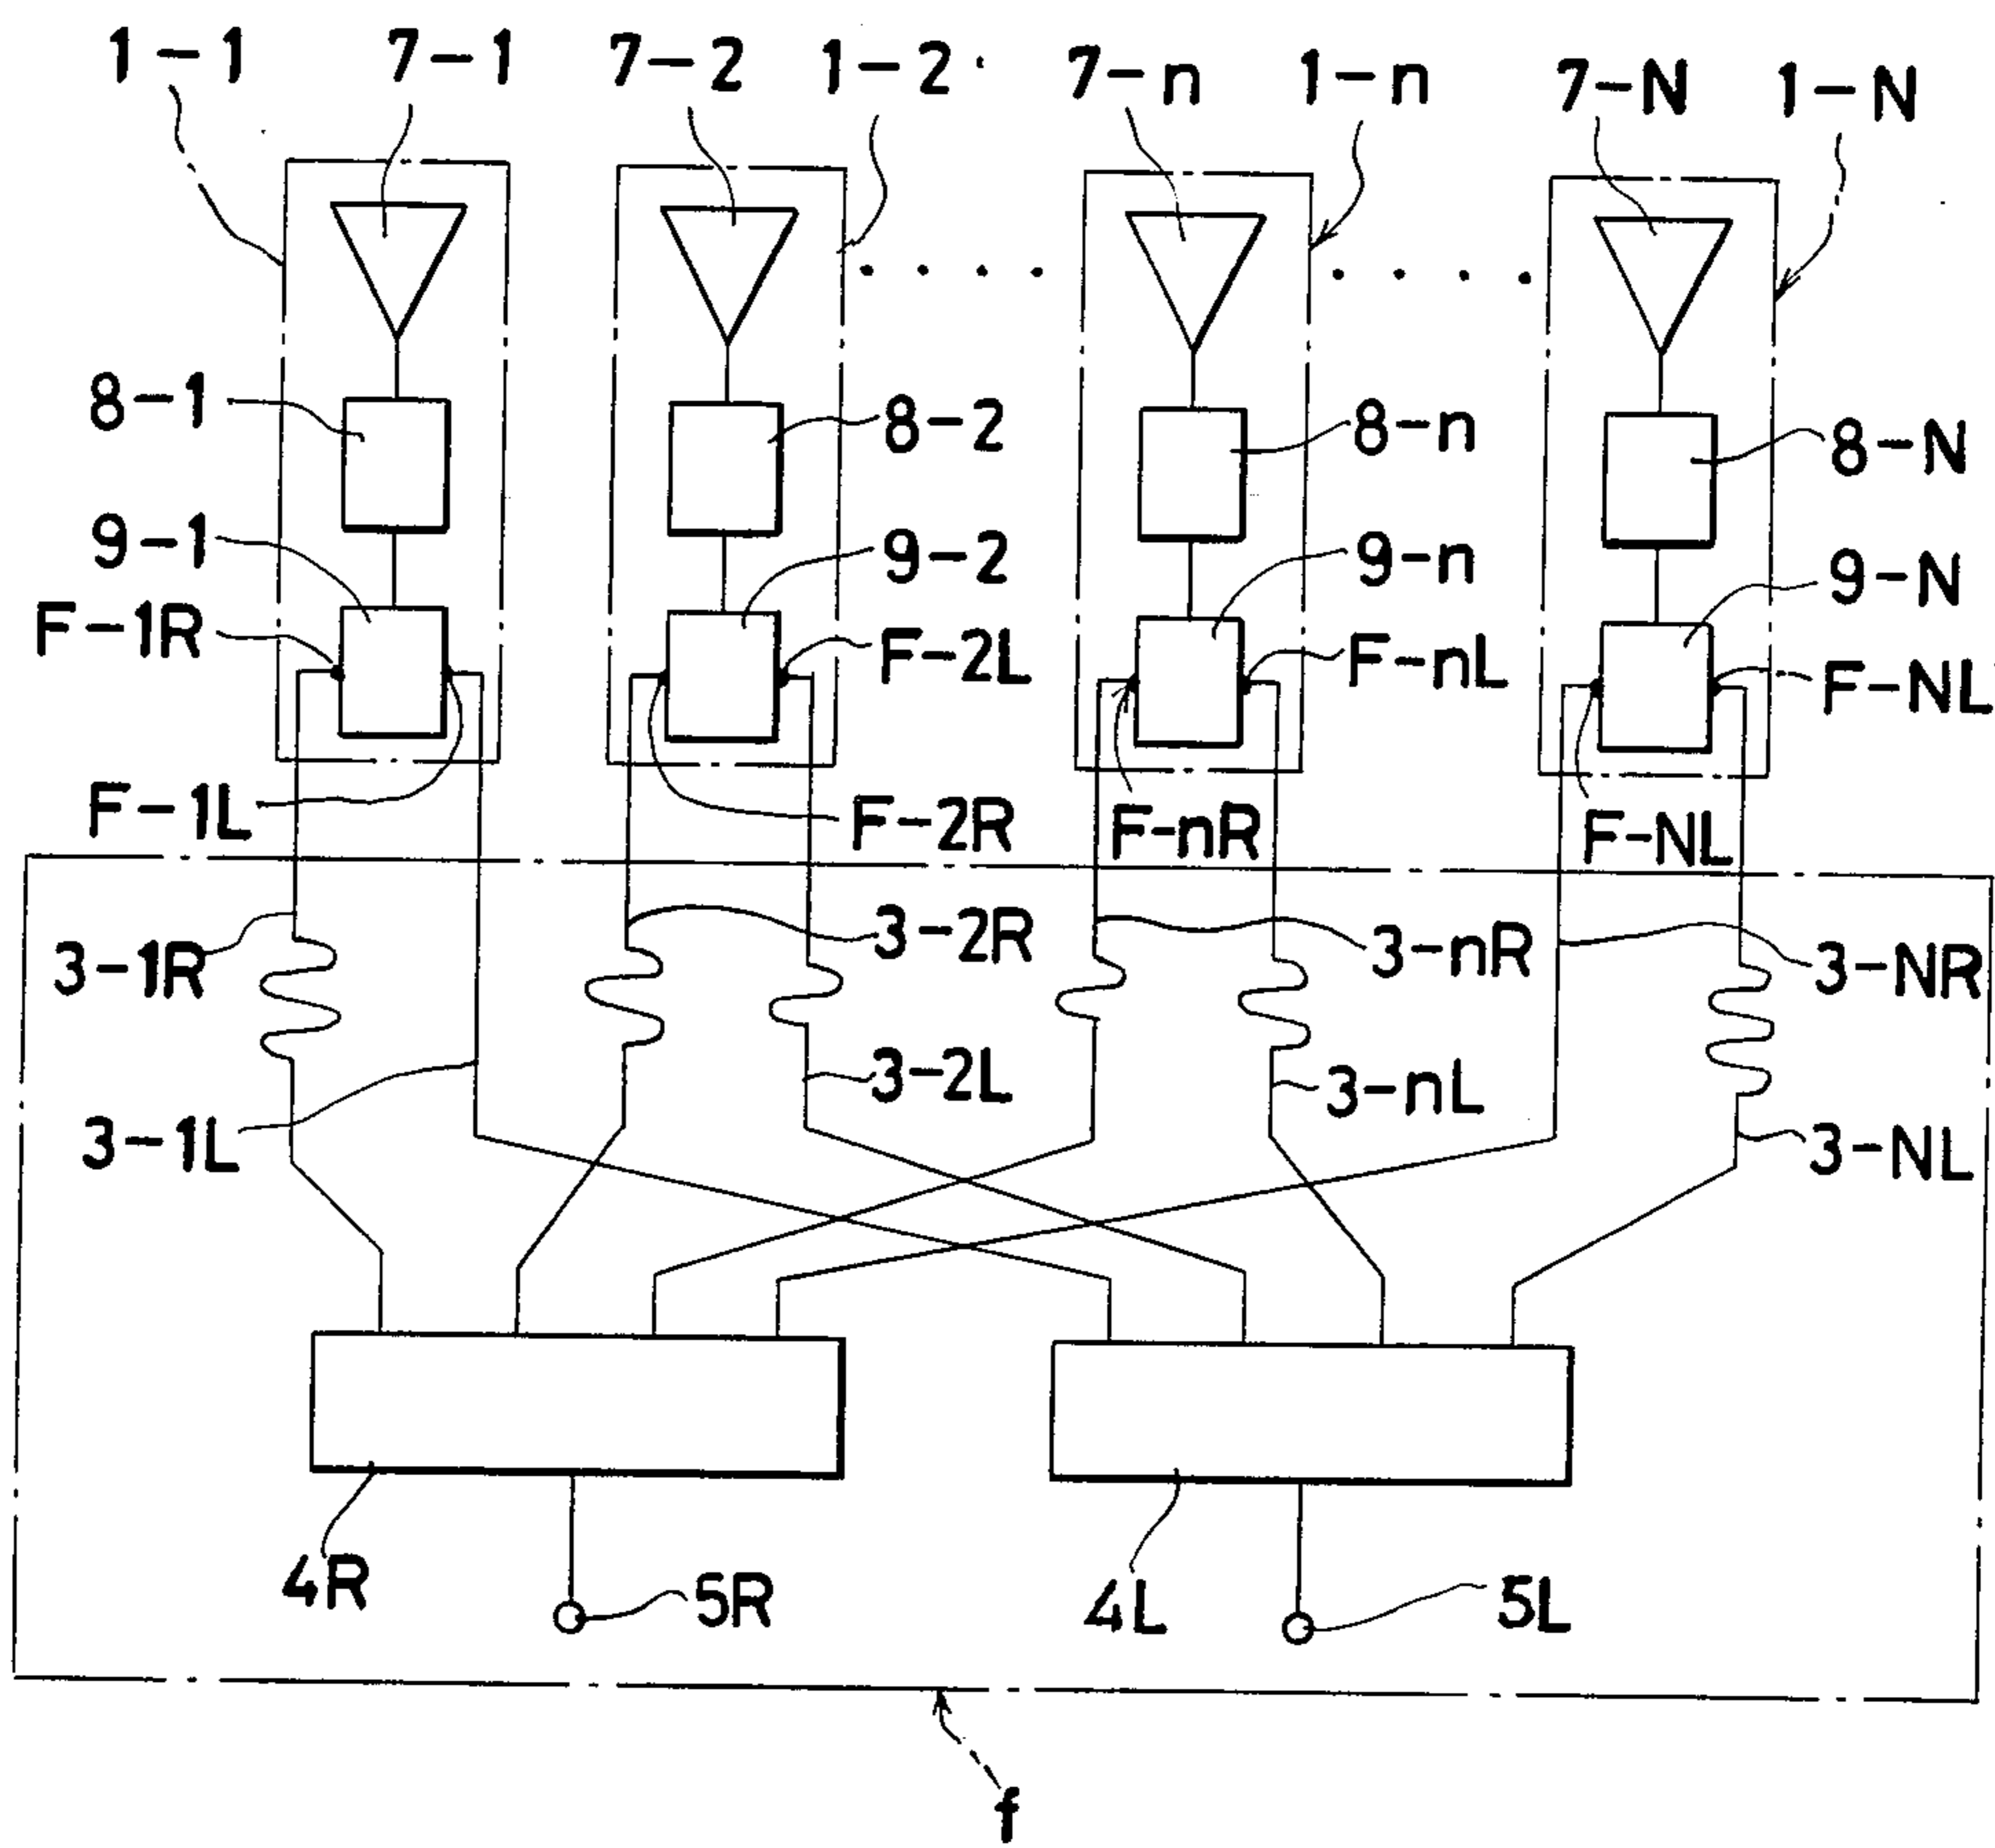 1-1 7-1 7-2 1-2 7-n 1-n 7-N 1-N
8-1 8-2 8-n 8-N
9-1 9-2 9-n 9-N
F-1R F-2L F-nL F-NL
F-1L F-2R F-nR F-NL
3-1R 3-2R 3-nR 3-NR
3-1L 3-2L 3-nL 3-NL
4R 5R 4L 5L
f